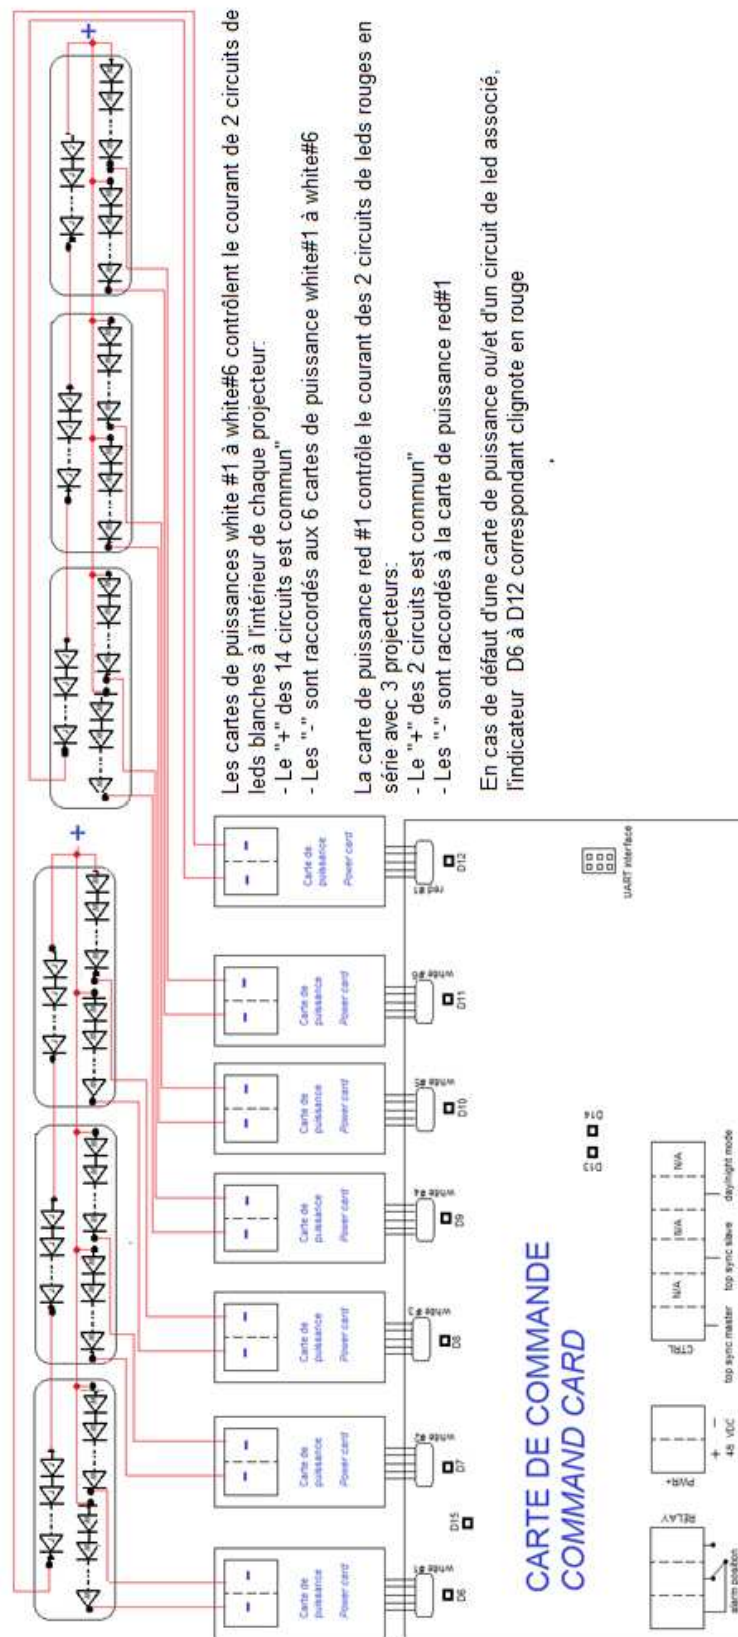 +
+
Les cartes de puissances white #1 à white#6 contrôlent le courant de 2 circuits de
leds blanches à l'intérieur de chaque projecteur:
- Le "+" des 14 circuits est commun"
- Les "-" sont raccordés aux 6 cartes de puissance white#1 à white#6
La carte de puissance red #1 contrôle le courant des 2 circuits de leds rouges en
série avec 3 projecteurs:
- Le "+" des 2 circuits est commun"
- Les "-" sont raccordés à la carte de puissance red#1
En cas de défaut d'une carte de puissance ou/et d'un circuit de led associé,
l'indicateur D6 à D12 correspondant clignote en rouge
- -
Carte de
puissance
Power card
white #1
D6
- -
Carte de
puissance
Power card
white #2
D7
- -
Carte de
puissance
Power card
white #3
D8
- -
Carte de
puissance
Power card
white #4
D9
- -
Carte de
puissance
Power card
white #5
D10
- -
Carte de
puissance
Power card
white #6
D11
- -
Carte de
puissance
Power card
red #1
D12
D15
CARTE DE COMMANDE
COMMAND CARD
D13
D14
UART interface
RELAY
alarm position
PWR+
+ -
48 VDC
CTRL
N/A
N/A
N/A
top sync master
top sync slave
day/night mode